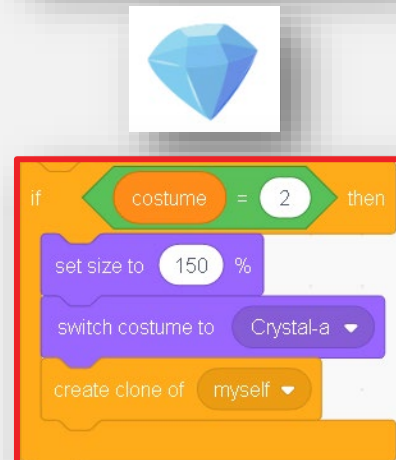 if costume = 2 then
set size to 150 %
switch costume to Crystal-a
create clone of myself